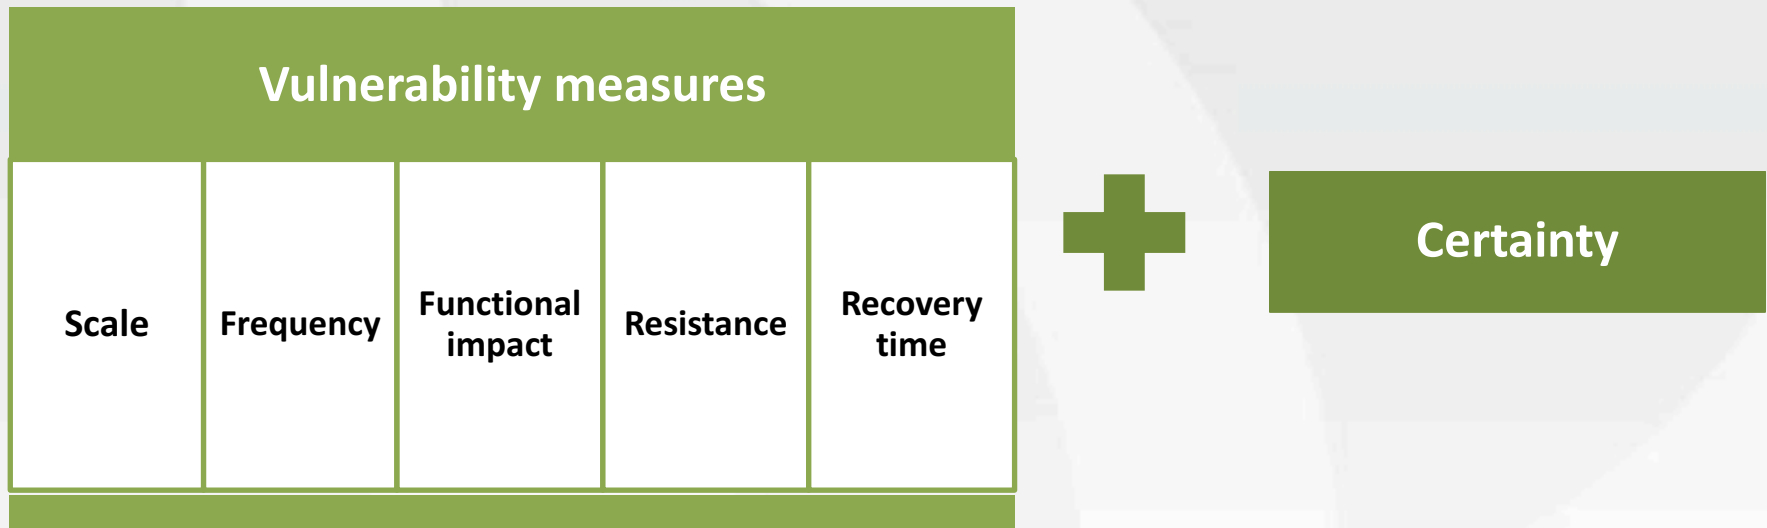 Vulnerability measures
Scale
Frequency
Functional
impact
Resistance
Recovery
time
Certainty